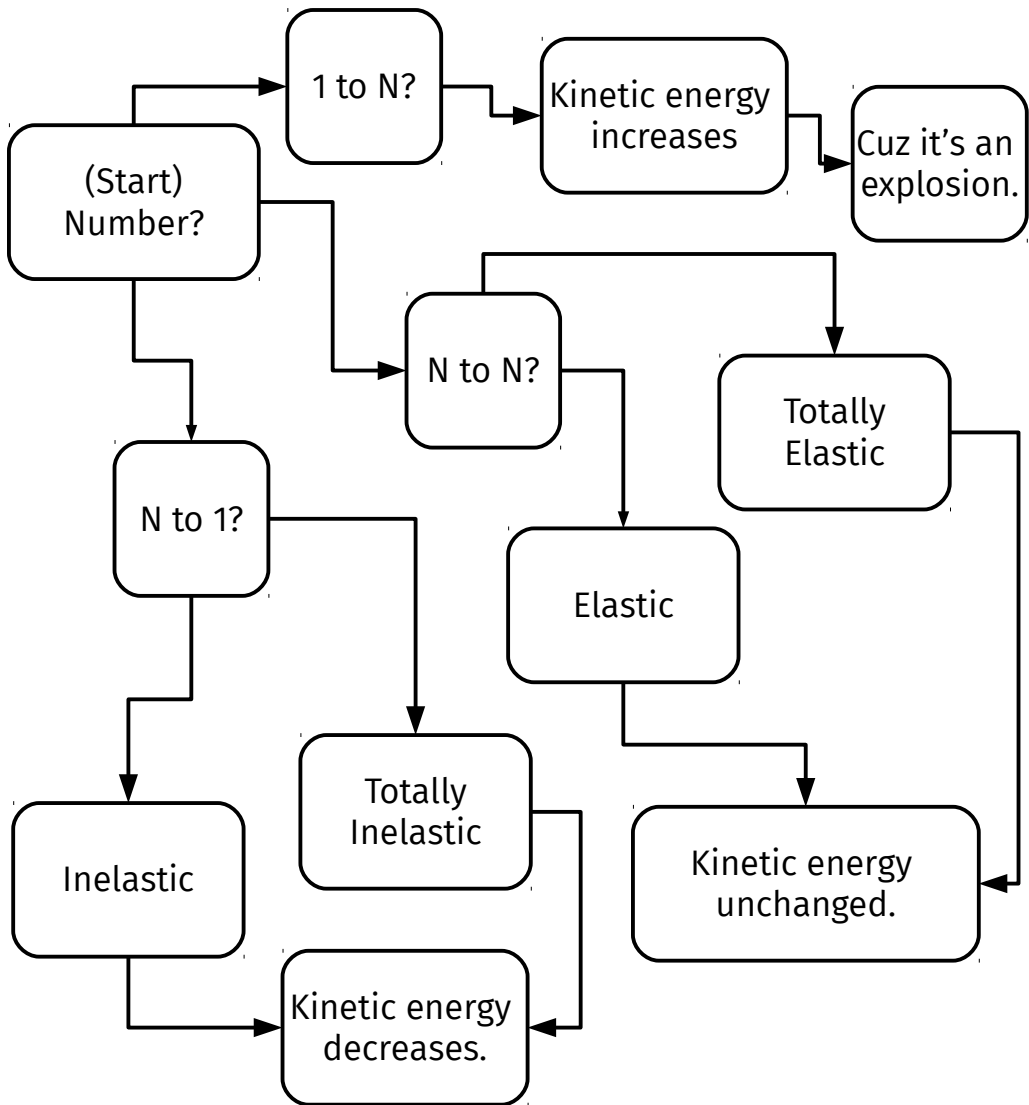 1 to N?
Kinetic energy
increases
Cuz it’s an
explosion.
(Start)
Number?
N to N?
Totally
Elastic
N to 1?
Elastic
Totally
Inelastic
Inelastic
Kinetic energy
unchanged.
Kinetic energy
decreases.